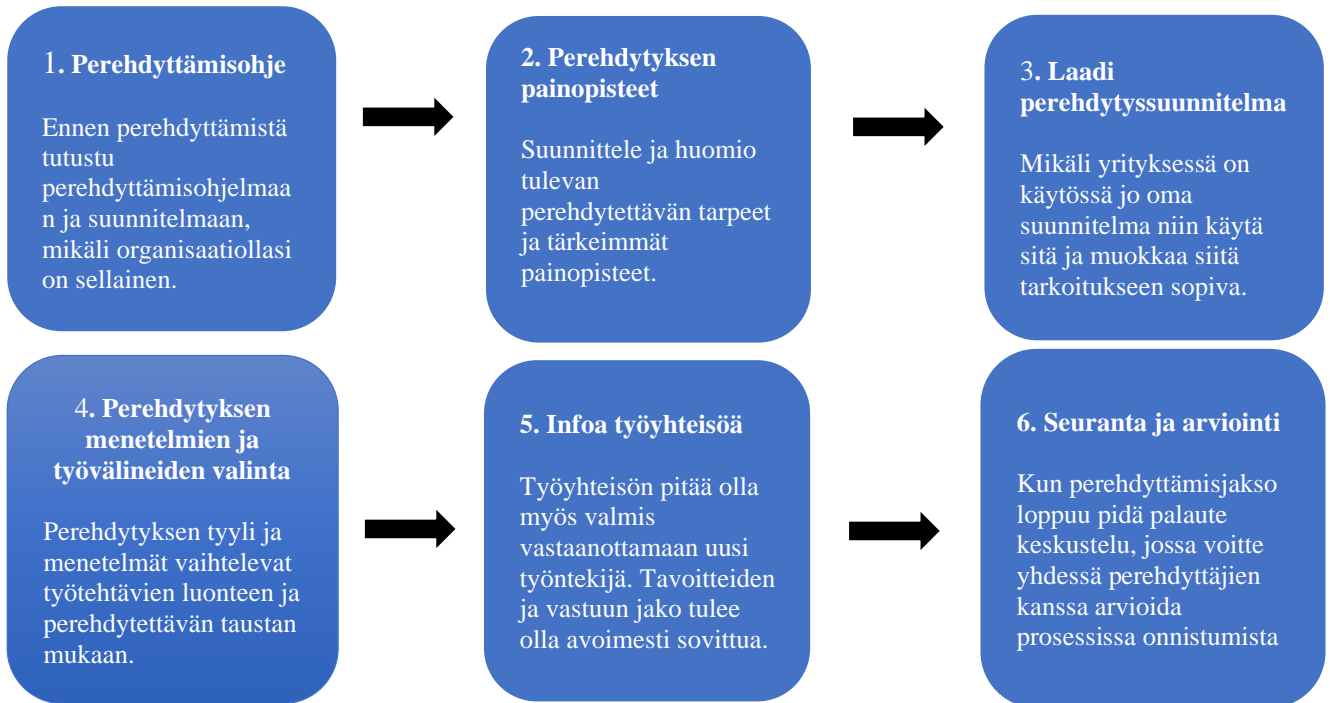 1. Perehdyttämisohje
Ennen perehdyttämistä
tutustu
perehdyttämisohjelmaa
n ja suunnitelmaan,
mikäli organisaatiollasi
on sellainen.
2. Perehdytyksen
painopisteet
Suunnittele ja huomio
tulevan
perehdytettävän tarpeet
ja tärkeimmät
painopisteet.
3. Laadi
perehdytyssuunnitelma
Mikäli yrityksessä on
käytössä jo oma
suunnitelma niin käytä
sitä ja muokkaa siitä
tarkoitukseen sopiva.
4. Perehdytyksen
menetelmien ja
työvälineiden valinta
Perehdytyksen tyyli ja
menetelmät vaihtelevat
työtehtävien luonteen ja
perehdytettävän taustan
mukaan.
5. Infoa työyhteisöä
Työyhteisön pitää olla
myös valmis
vastaanottamaan uusi
työntekijä. Tavoitteiden
ja vastuun jako tulee
olla avoimesti sovittua.
6. Seuranta ja arviointi
Kun perehdyttämisjakso
loppuu pidä palaute
keskustelu, jossa voitte
yhdessä perehdyttäjien
kanssa arvioida
prosessissa onnistumista